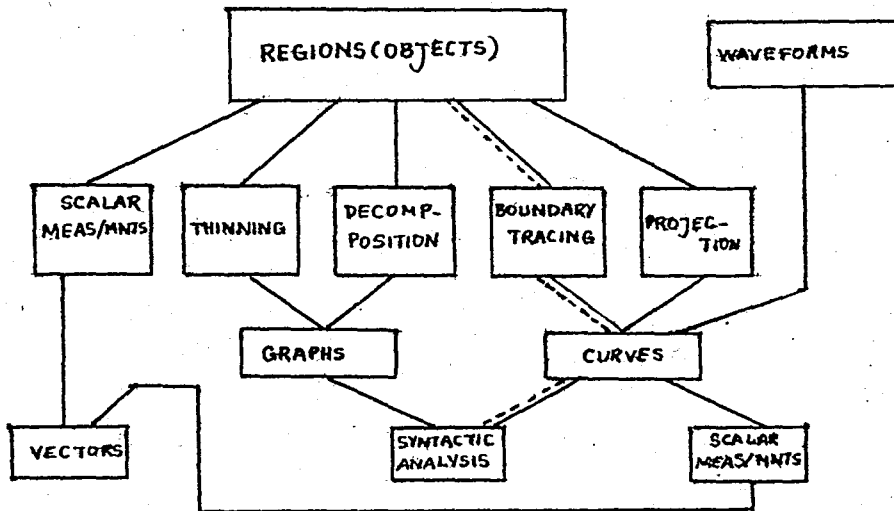 REGIONS(OBJECTS)
WAVEFORMS
SCALAR
MEAS/MNTS
THINNING
DECOMP-
POSITION
BOUNDARY
TRACING
PROJEC-
TION
GRAPHS
CURVES
VECTORS
SYNTACTIC
ANALYSIS
SCALAR
MEAS/MNTS